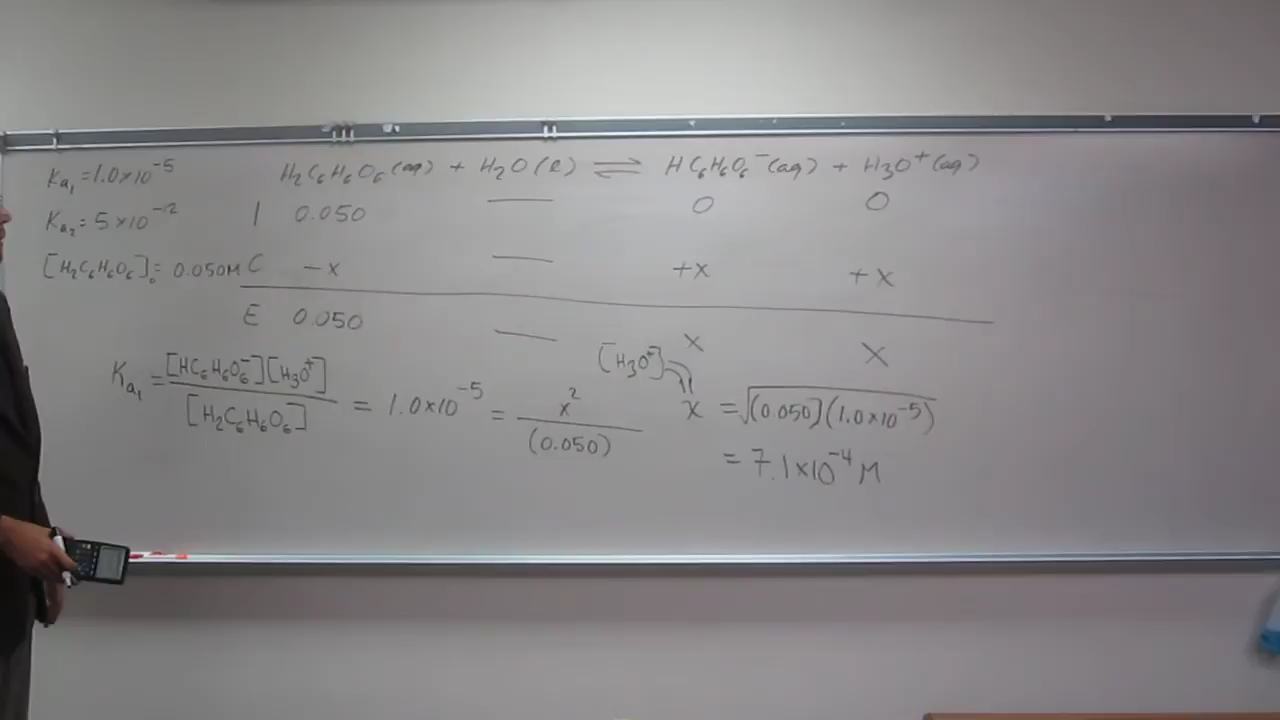 Ka₁ = 1.0×10⁻⁵
Ka₂ = 5×10⁻¹²
[H₂C₆H₆O₆]₀ = 0.050M
H₂C₆H₆O₆(aq) + H₂O(ℓ) ⇌ HC₆H₆O₆⁻(aq) + H₃O⁺(aq)
I 0.050 — 0 0
C -x — +x +x
E 0.050 — x x
Ka₁ = [HC₆H₆O₆⁻][H₃O⁺] / [H₂C₆H₆O₆] = 1.0×10⁻⁵ = x² / (0.050)
[H₃O⁺]
x = √(0.050)(1.0×10⁻⁵)
= 7.1×10⁻⁴ M